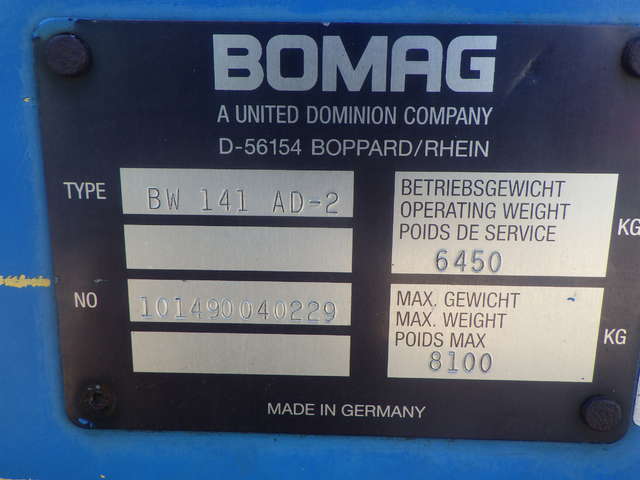 BOMAG
A UNITED DOMINION COMPANY
D-56154 BOPPARD/RHEIN
TYPE BW 141 AD-2
BETRIEBSGEWICHT
OPERATING WEIGHT
POIDS DE SERVICE
6450 KG
NO 101490040229
MAX. GEWICHT
MAX. WEIGHT
POIDS MAX
8100 KG
MADE IN GERMANY